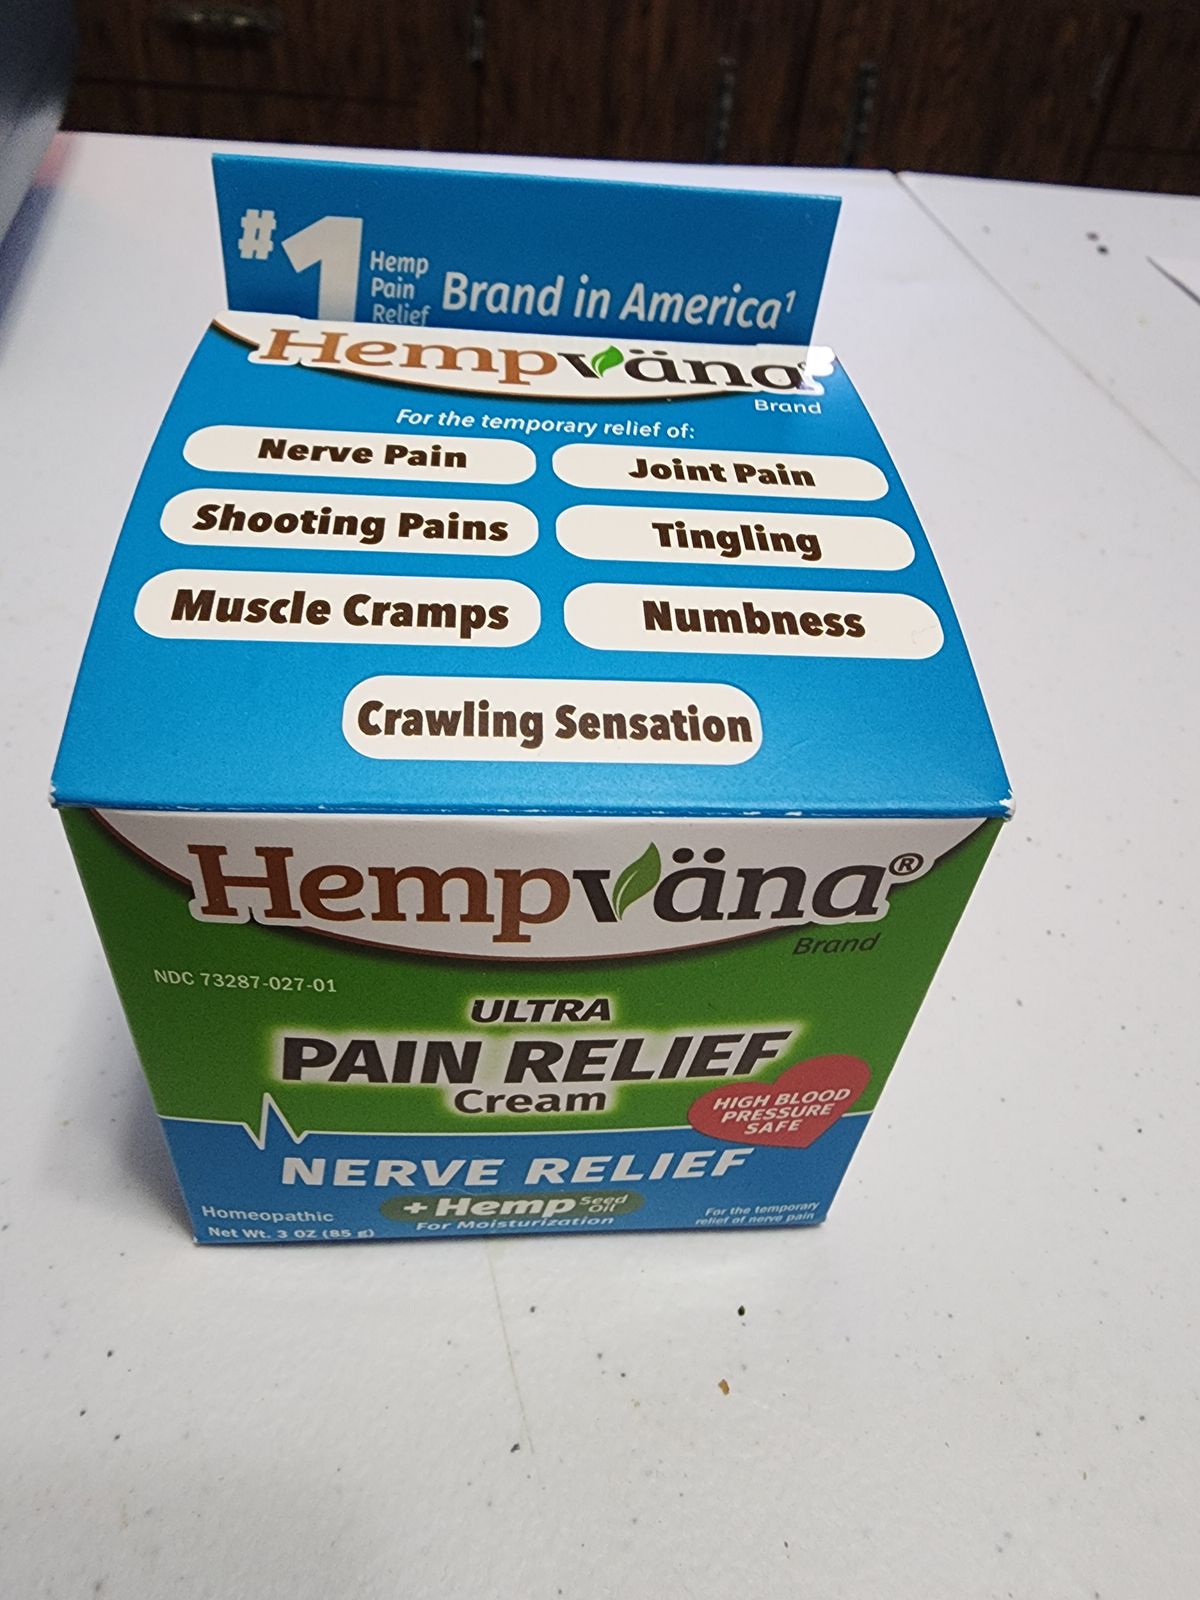 #1 Hemp Pain Relief Brand in America¹
Hempväna®
Brand
For the temporary relief of:
Nerve Pain
Joint Pain
Shooting Pains
Tingling
Muscle Cramps
Numbness
Crawling Sensation
Hempväna®
Brand
NDC 73287-027-01
ULTRA
PAIN RELIEF
Cream
HIGH BLOOD
PRESSURE
SAFE
NERVE RELIEF
+Hemp Seed Oil
For Moisturization
Homeopathic
Net Wt. 3 OZ (85 g)
For the temporary
relief of nerve pain